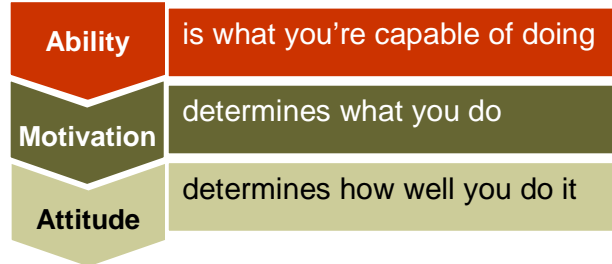 Ability
is what you're capable of doing
Motivation
determines what you do
Attitude
determines how well you do it